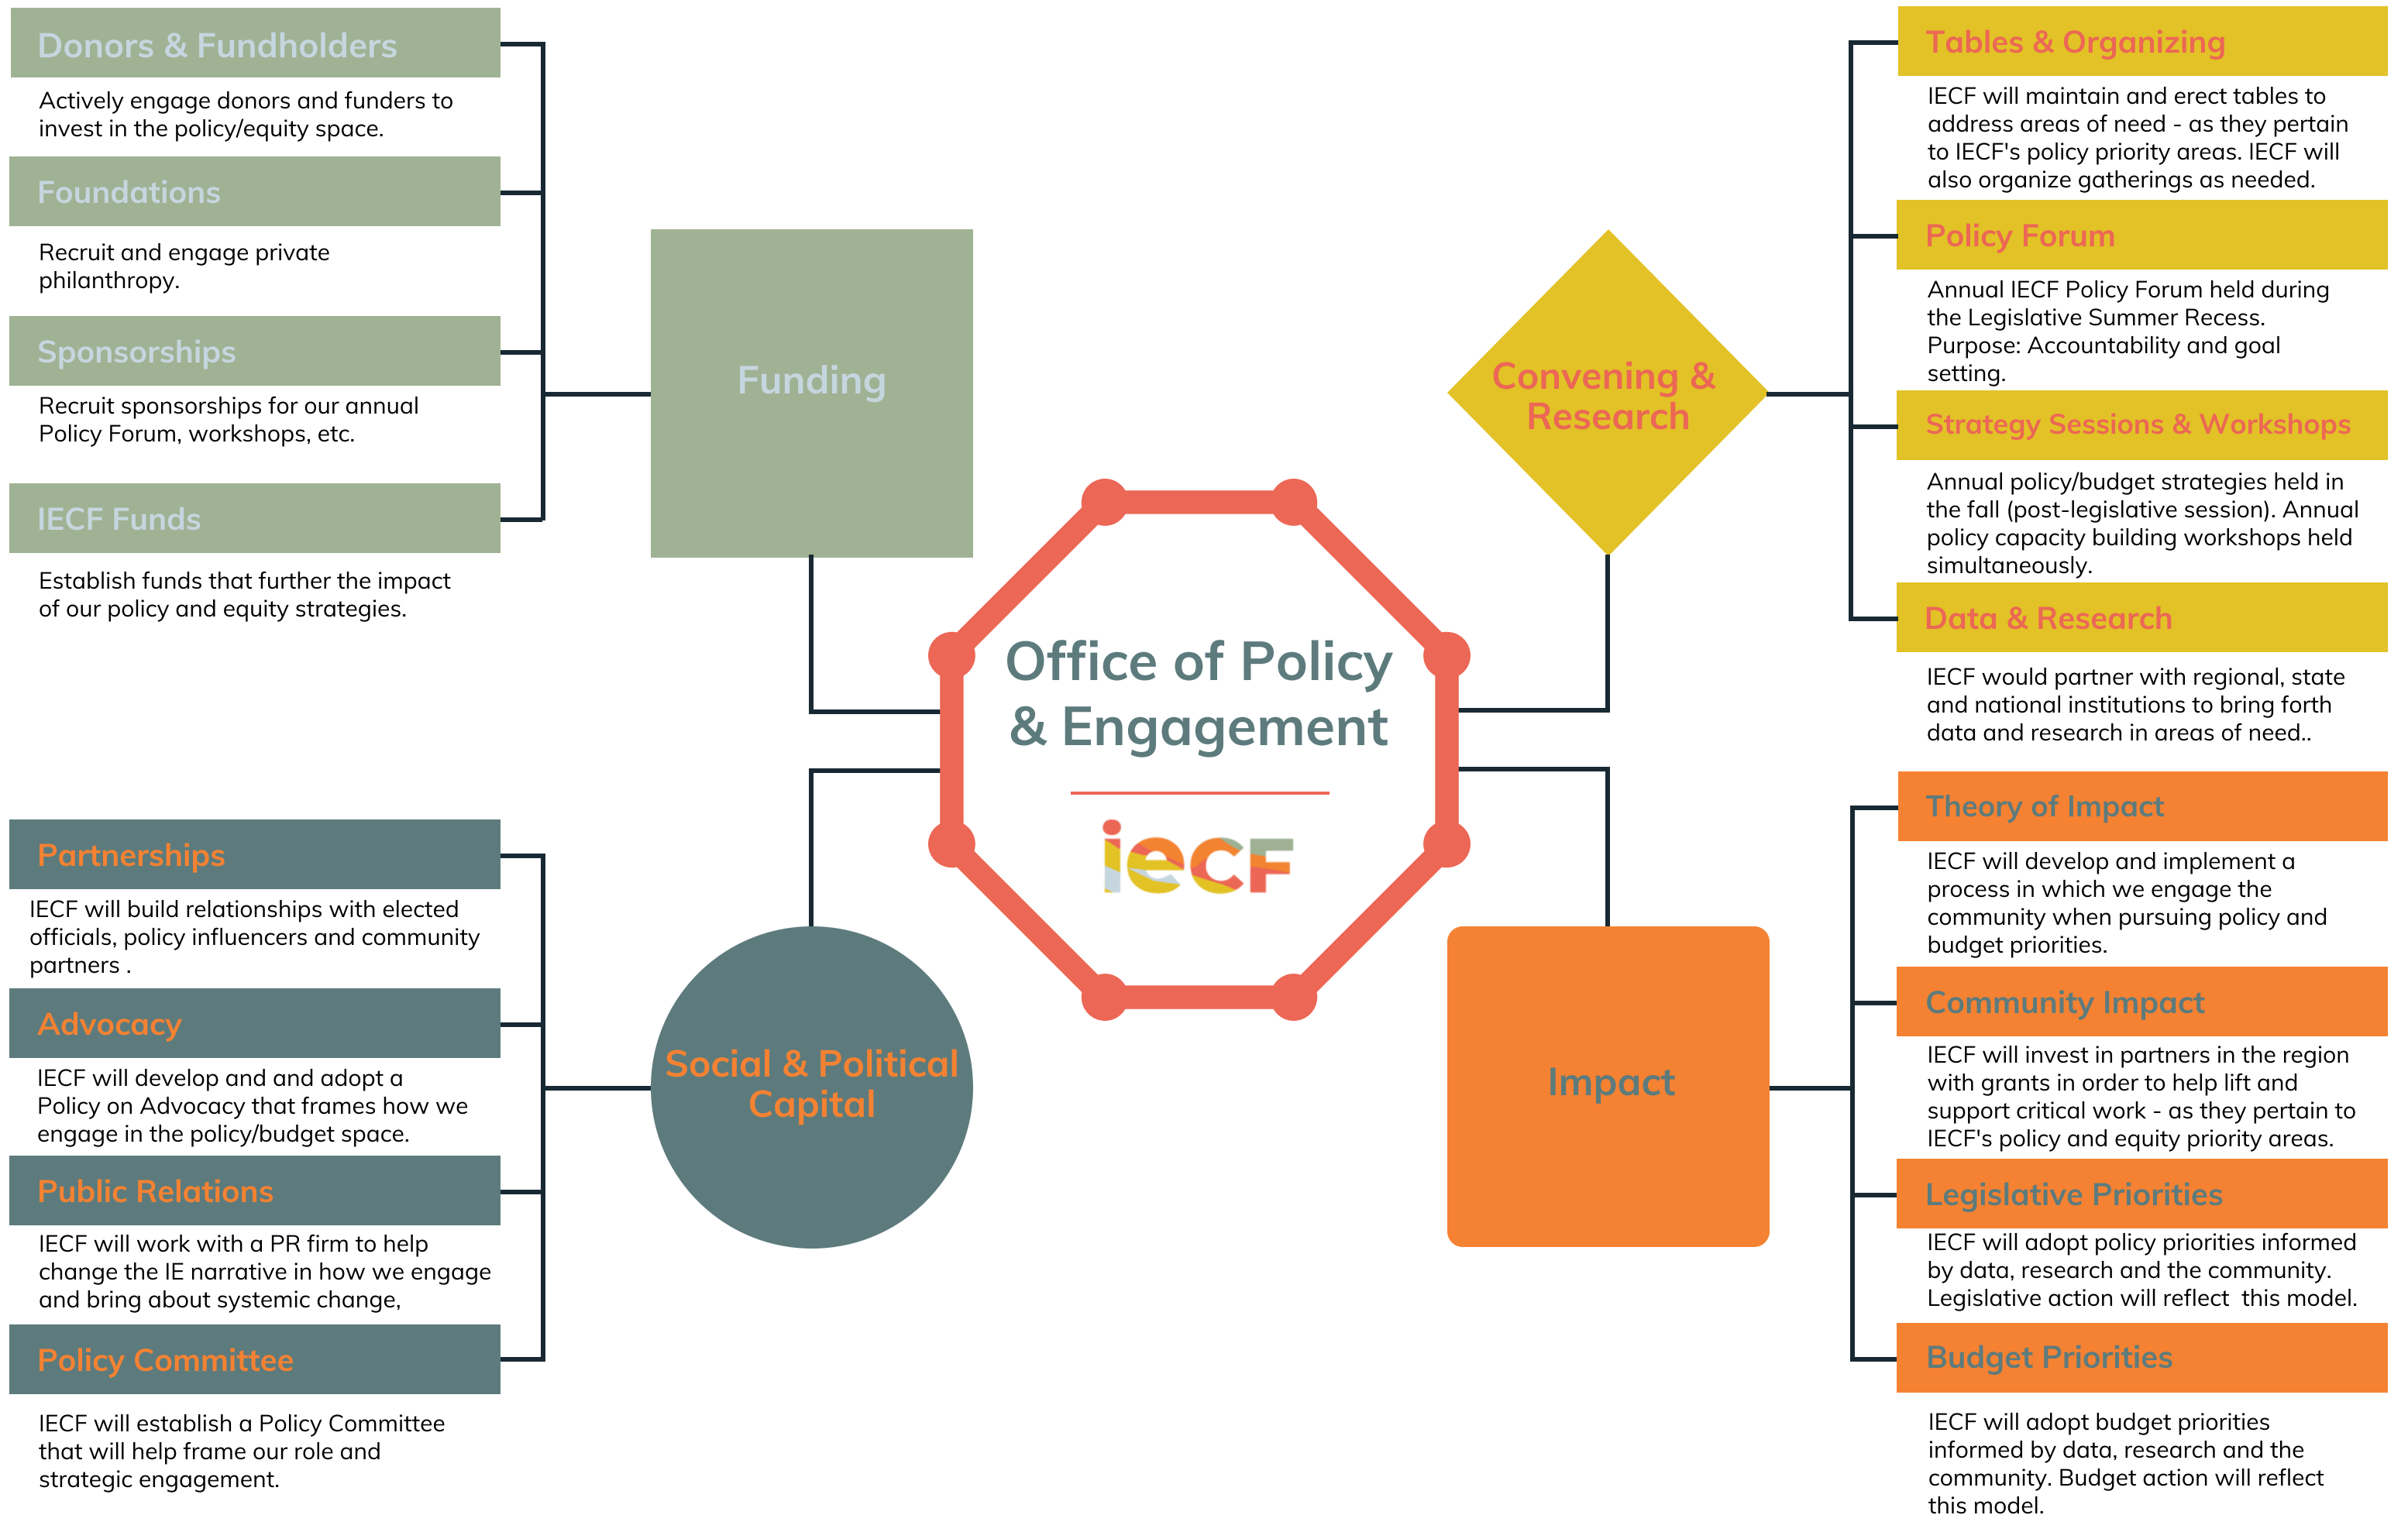 Donors & Fundholders
Actively engage donors and funders to
invest in the policy/equity space.
Foundations
Recruit and engage private
philanthropy.
Sponsorships
Recruit sponsorships for our annual
Policy Forum, workshops, etc.
IECF Funds
Establish funds that further the impact
of our policy and equity strategies.
Funding
Convening &
Research
Tables & Organizing
IECF will maintain and erect tables to
address areas of need - as they pertain
to IECF's policy priority areas. IECF will
also organize gatherings as needed.
Policy Forum
Annual IECF Policy Forum held during
the Legislative Summer Recess.
Purpose: Accountability and goal
setting.
Strategy Sessions & Workshops
Annual policy/budget strategies held in
the fall (post-legislative session). Annual
policy capacity building workshops held
simultaneously.
Data & Research
IECF would partner with regional, state
and national institutions to bring forth
data and research in areas of need..
Office of Policy
& Engagement
iecF
Partnerships
IECF will build relationships with elected
officials, policy influencers and community
partners .
Advocacy
IECF will develop and and adopt a
Policy on Advocacy that frames how we
engage in the policy/budget space.
Public Relations
IECF will work with a PR firm to help
change the IE narrative in how we engage
and bring about systemic change,
Policy Committee
IECF will establish a Policy Committee
that will help frame our role and
strategic engagement.
Social & Political
Capital
Impact
Theory of Impact
IECF will develop and implement a
process in which we engage the
community when pursuing policy and
budget priorities.
Community Impact
IECF will invest in partners in the region
with grants in order to help lift and
support critical work - as they pertain to
IECF's policy and equity priority areas.
Legislative Priorities
IECF will adopt policy priorities informed
by data, research and the community.
Legislative action will reflect  this model.
Budget Priorities
IECF will adopt budget priorities
informed by data, research and the
community. Budget action will reflect
this model.